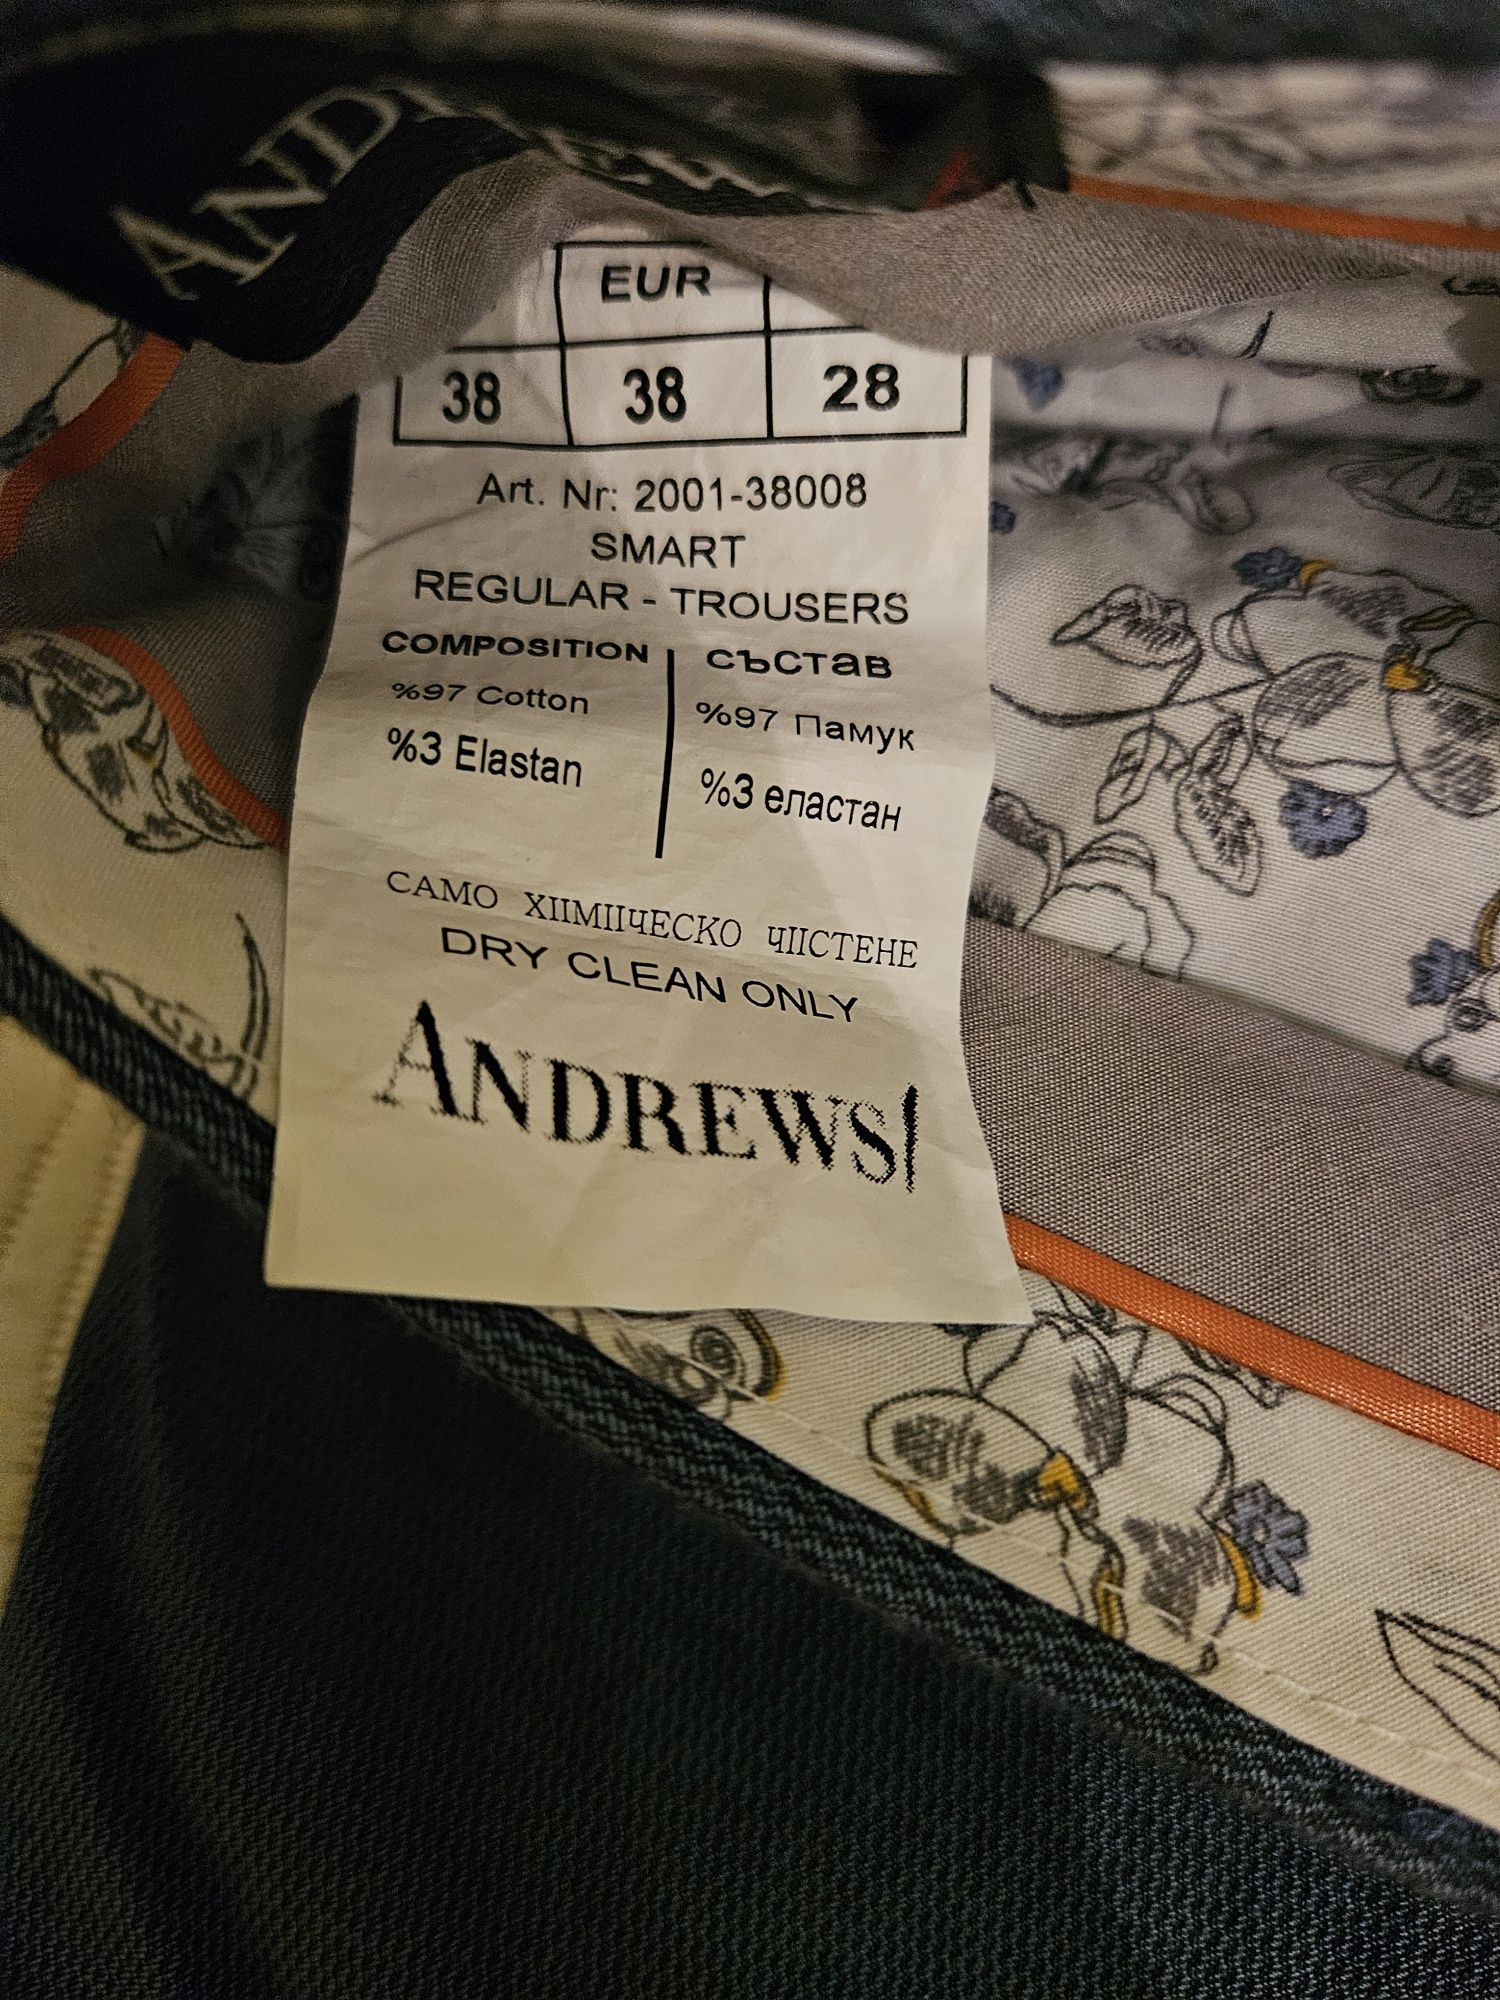 EUR
38 38 28
Art. Nr: 2001-38008
SMART
REGULAR - TROUSERS
COMPOSITION състав
%97 Cotton %97 Памук
%3 Elastan %3 еластан
САМО ХИМИЧЕСКО ЧИСТЕНЕ
DRY CLEAN ONLY
ANDREWS/